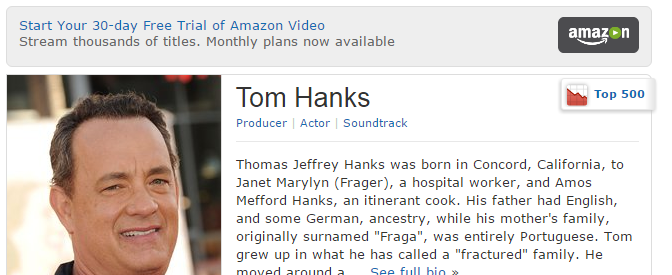 Start Your 30-day Free Trial of Amazon Video
Stream thousands of titles. Monthly plans now available
amazon
Tom Hanks
Top 500
Producer | Actor | Soundtrack
Thomas Jeffrey Hanks was born in Concord, California, to
Janet Marylyn (Frager), a hospital worker, and Amos
Mefford Hanks, an itinerant cook. His father had English,
and some German, ancestry, while his mother's family,
originally surnamed "Fraga", was entirely Portuguese. Tom
grew up in what he has called a "fractured" family. He
moved around a ... See full bio »